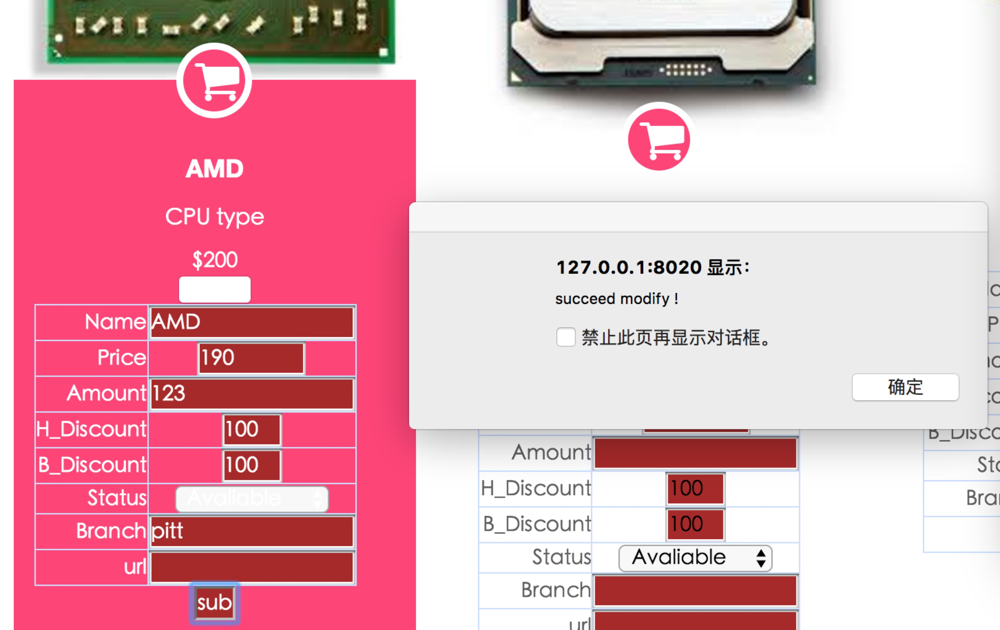 AMD
CPU type
$200
Name AMD
Price 190
Amount 123
H_Discount 100
B_Discount 100
Status Avaliable
Branch pitt
url
sub
127.0.0.1:8020 显示：
succeed modify !
禁止此页再显示对话框。
确定
Amount
H_Discount 100
B_Discount 100
Status Avaliable
Branch
url
B_Disco
Sta
Bran